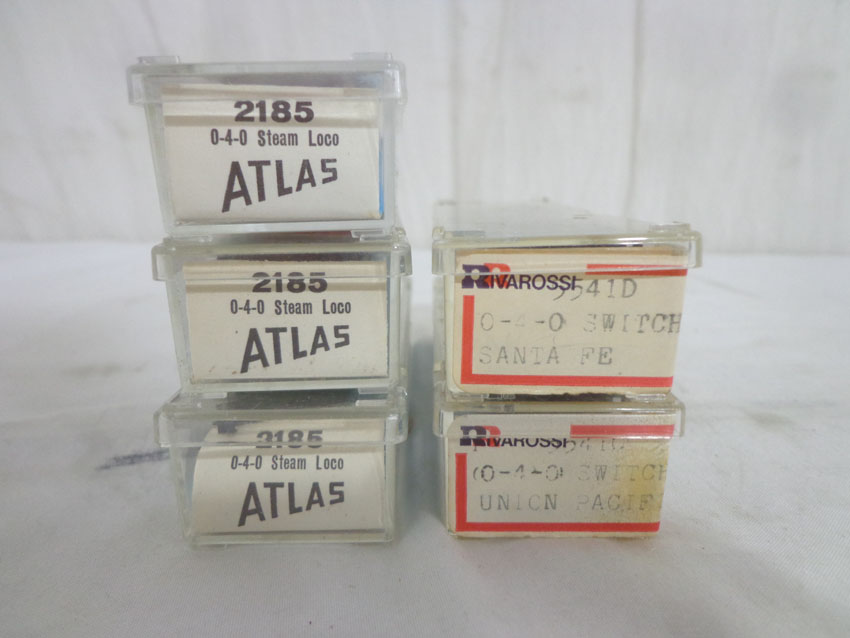 2185
0-4-0 Steam Loco
ATLAS
2185
0-4-0 Steam Loco
ATLAS
2185
0-4-0 Steam Loco
ATLAS
RIVAROSSI
5541D
0-4-0 SWITCH
SANTA FE
RIVAROSSI
(0-4-0) SWITCH
UNION PACIF